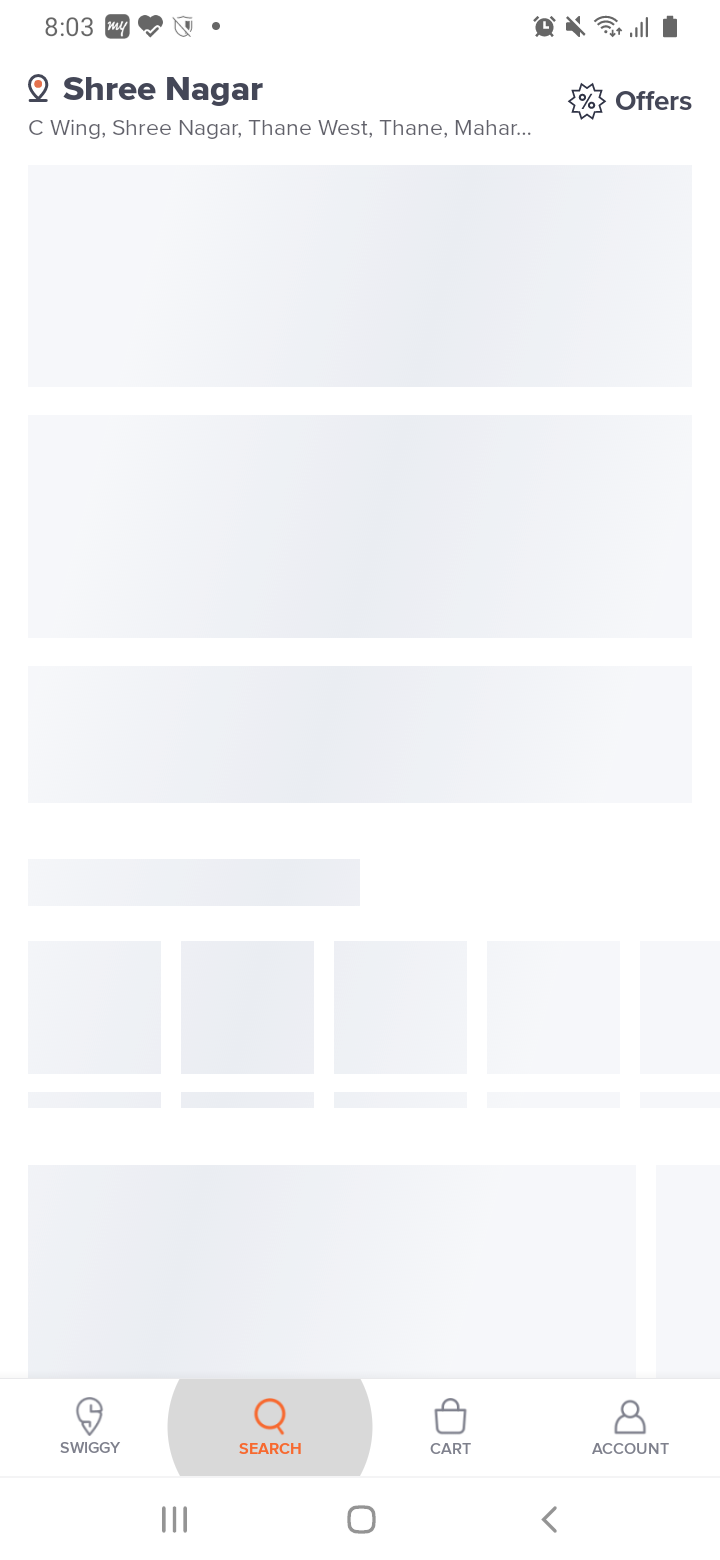 8:03
Shree Nagar
C Wing, Shree Nagar, Thane West, Thane, Mahar...
Offers
SWIGGY
SEARCH
CART
ACCOUNT